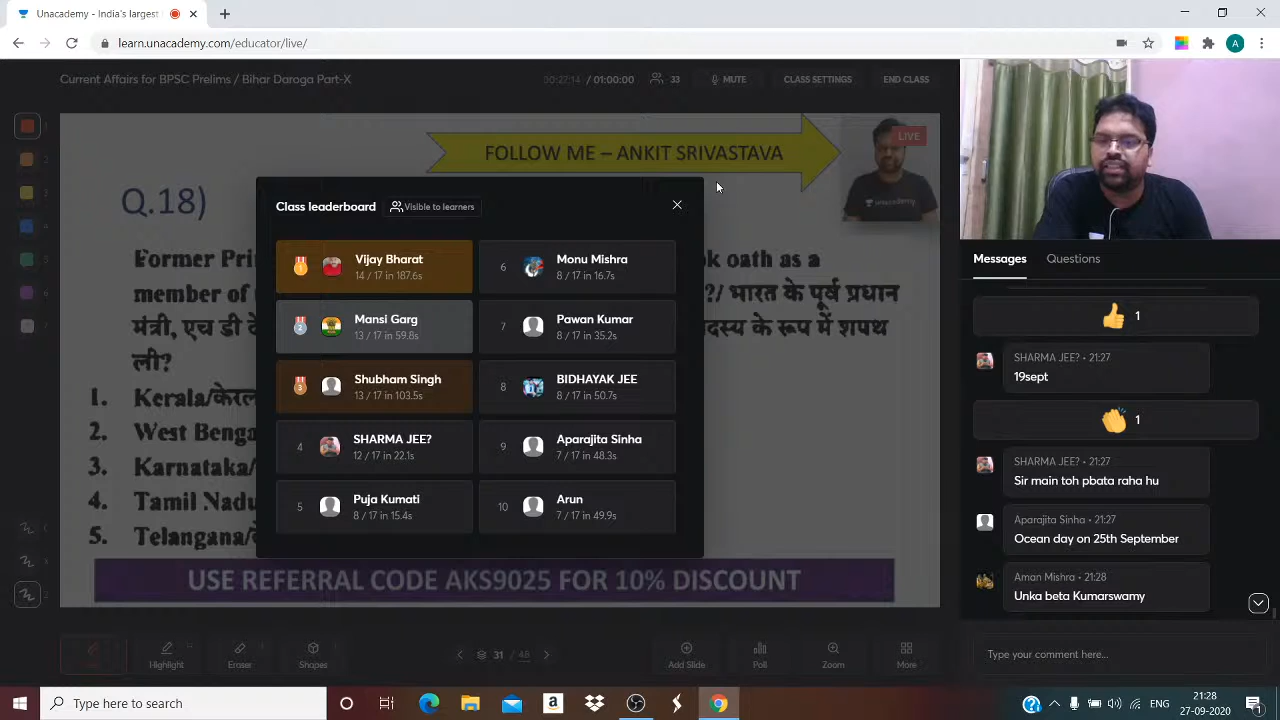 Unacademy - India's largest
learn.unacademy.com/educator/live/
A
Current Affairs for BPSC Prelims / Bihar Daroga Part-X
00:27:14 / 01:00:00
33
MUTE
CLASS SETTINGS
END CLASS
FOLLOW ME – ANKIT SRIVASTAVA
LIVE
unacademy
Q.18)
Former Pri
ok oath as a
member of
?/ भारत के पूर्व प्रधान
मंत्री, एच डी दे
दस्य के रूप में शपथ
ली?
1. Kerala/केरल
2. West Benga
3. Karnataka/
4. Tamil Nadu
5. Telangana/
USE REFERRAL CODE AKS9025 FOR 10% DISCOUNT
Class leaderboard
Visible to learners
Vijay Bharat
14 / 17 in 187.6s
Mansi Garg
13 / 17 in 59.8s
Shubham Singh
13 / 17 in 103.5s
4 SHARMA JEE?
12 / 17 in 22.1s
5 Puja Kumati
8 / 17 in 15.4s
6 Monu Mishra
8 / 17 in 16.7s
7 Pawan Kumar
8 / 17 in 35.2s
8 BIDHAYAK JEE
8 / 17 in 50.7s
9 Aparajita Sinha
7 / 17 in 48.3s
10 Arun
7 / 17 in 49.9s
Highlight
Eraser
Shapes
31 / 48
Add Slide
Poll
Zoom
More
Messages
Questions
1
SHARMA JEE? • 21:27
19sept
1
SHARMA JEE? • 21:27
Sir main toh pbata raha hu
Aparajita Sinha • 21:27
Ocean day on 25th September
Aman Mishra • 21:28
Unka beta Kumarswamy
Type your comment here...
Type here to search
ENG
21:28
27-09-2020